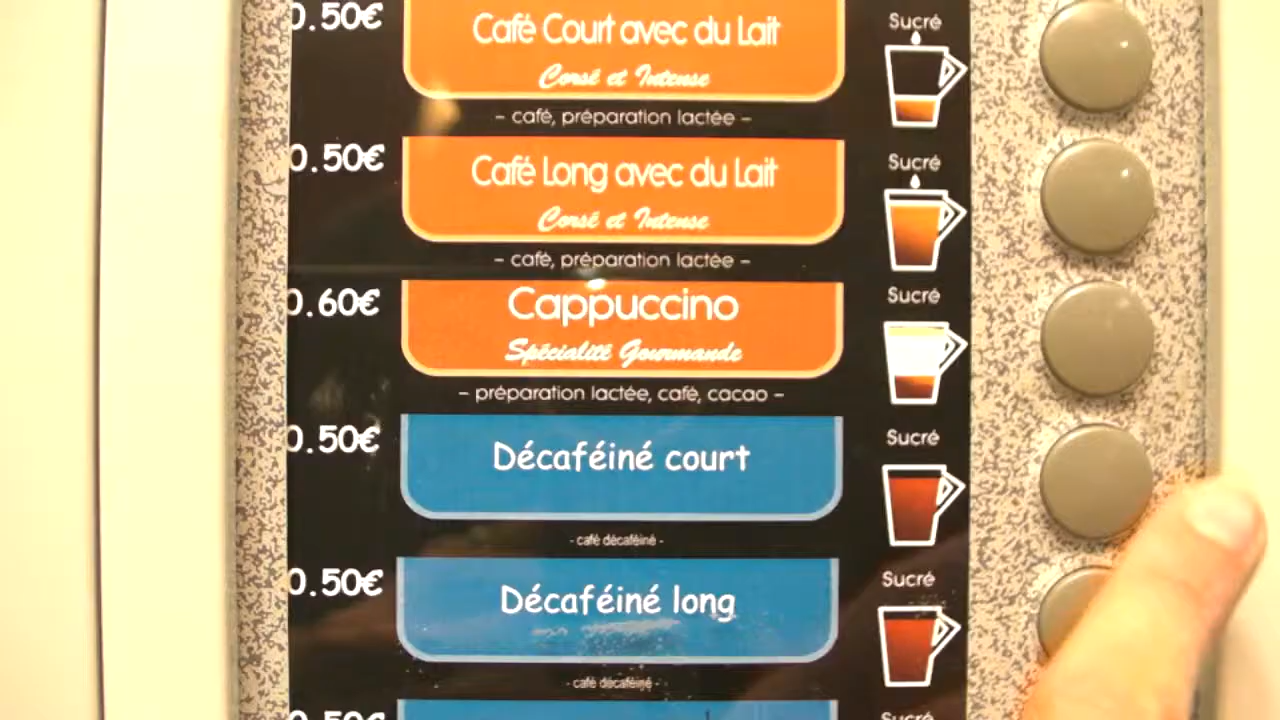 0.50€
Café Court avec du Lait
Corsé et Intense
Sucré
- café, préparation lactée -
0.50€
Café Long avec du Lait
Corsé et Intense
Sucré
- café, préparation lactée -
0.60€
Cappuccino
Spécialité Gourmande
Sucré
- préparation lactée, café, cacao -
0.50€
Décaféiné court
Sucré
- café décaféiné -
0.50€
Décaféiné long
Sucré
- café décaféiné -
0.50€
Sucré